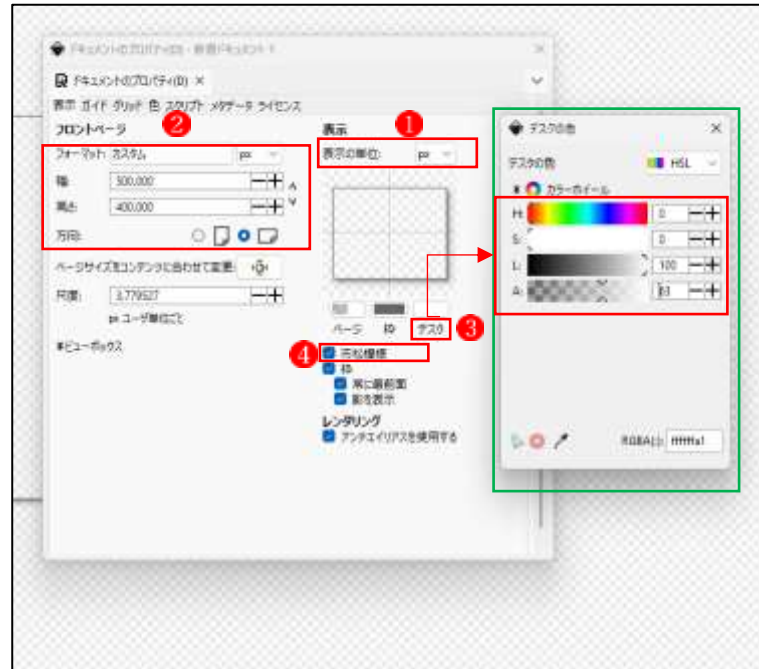 ドキュメントのプロパティ(D) - 新規ドキュメント 1
ドキュメントのプロパティ(D) ×
表示 ガイド グリッド 色 スクリプト メタデータ ライセンス
フロントページ
2
フォーマット: カスタム px
幅: 500.000
高さ: 400.000
方向:
ページサイズをコンテンツに合わせて変更:
尺度: 3.779527
px ユーザ単位ごと
ビューボックス
表示
1
表示の単位: px
ページ 枠 デスク
3
4
市松模様
枠
常に最前面
影を表示
レンダリング
アンチエイリアスを使用する
デスクの色
デスクの色 HSL
カラーホイール
H: 0
S: 0
L: 100
A: 63
RGBA(_): ffffffa1